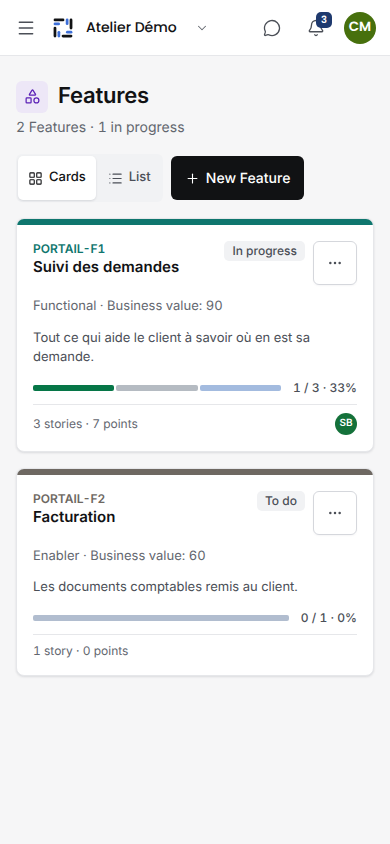 Atelier Démo
3
CM
Features
2 Features · 1 in progress
Cards
List
+ New Feature
PORTAIL-F1
In progress
...
Suivi des demandes
Functional · Business value: 90
Tout ce qui aide le client à savoir où en est sa
demande.
1 / 3 · 33%
3 stories · 7 points
SB
PORTAIL-F2
To do
...
Facturation
Enabler · Business value: 60
Les documents comptables remis au client.
0 / 1 · 0%
1 story · 0 points